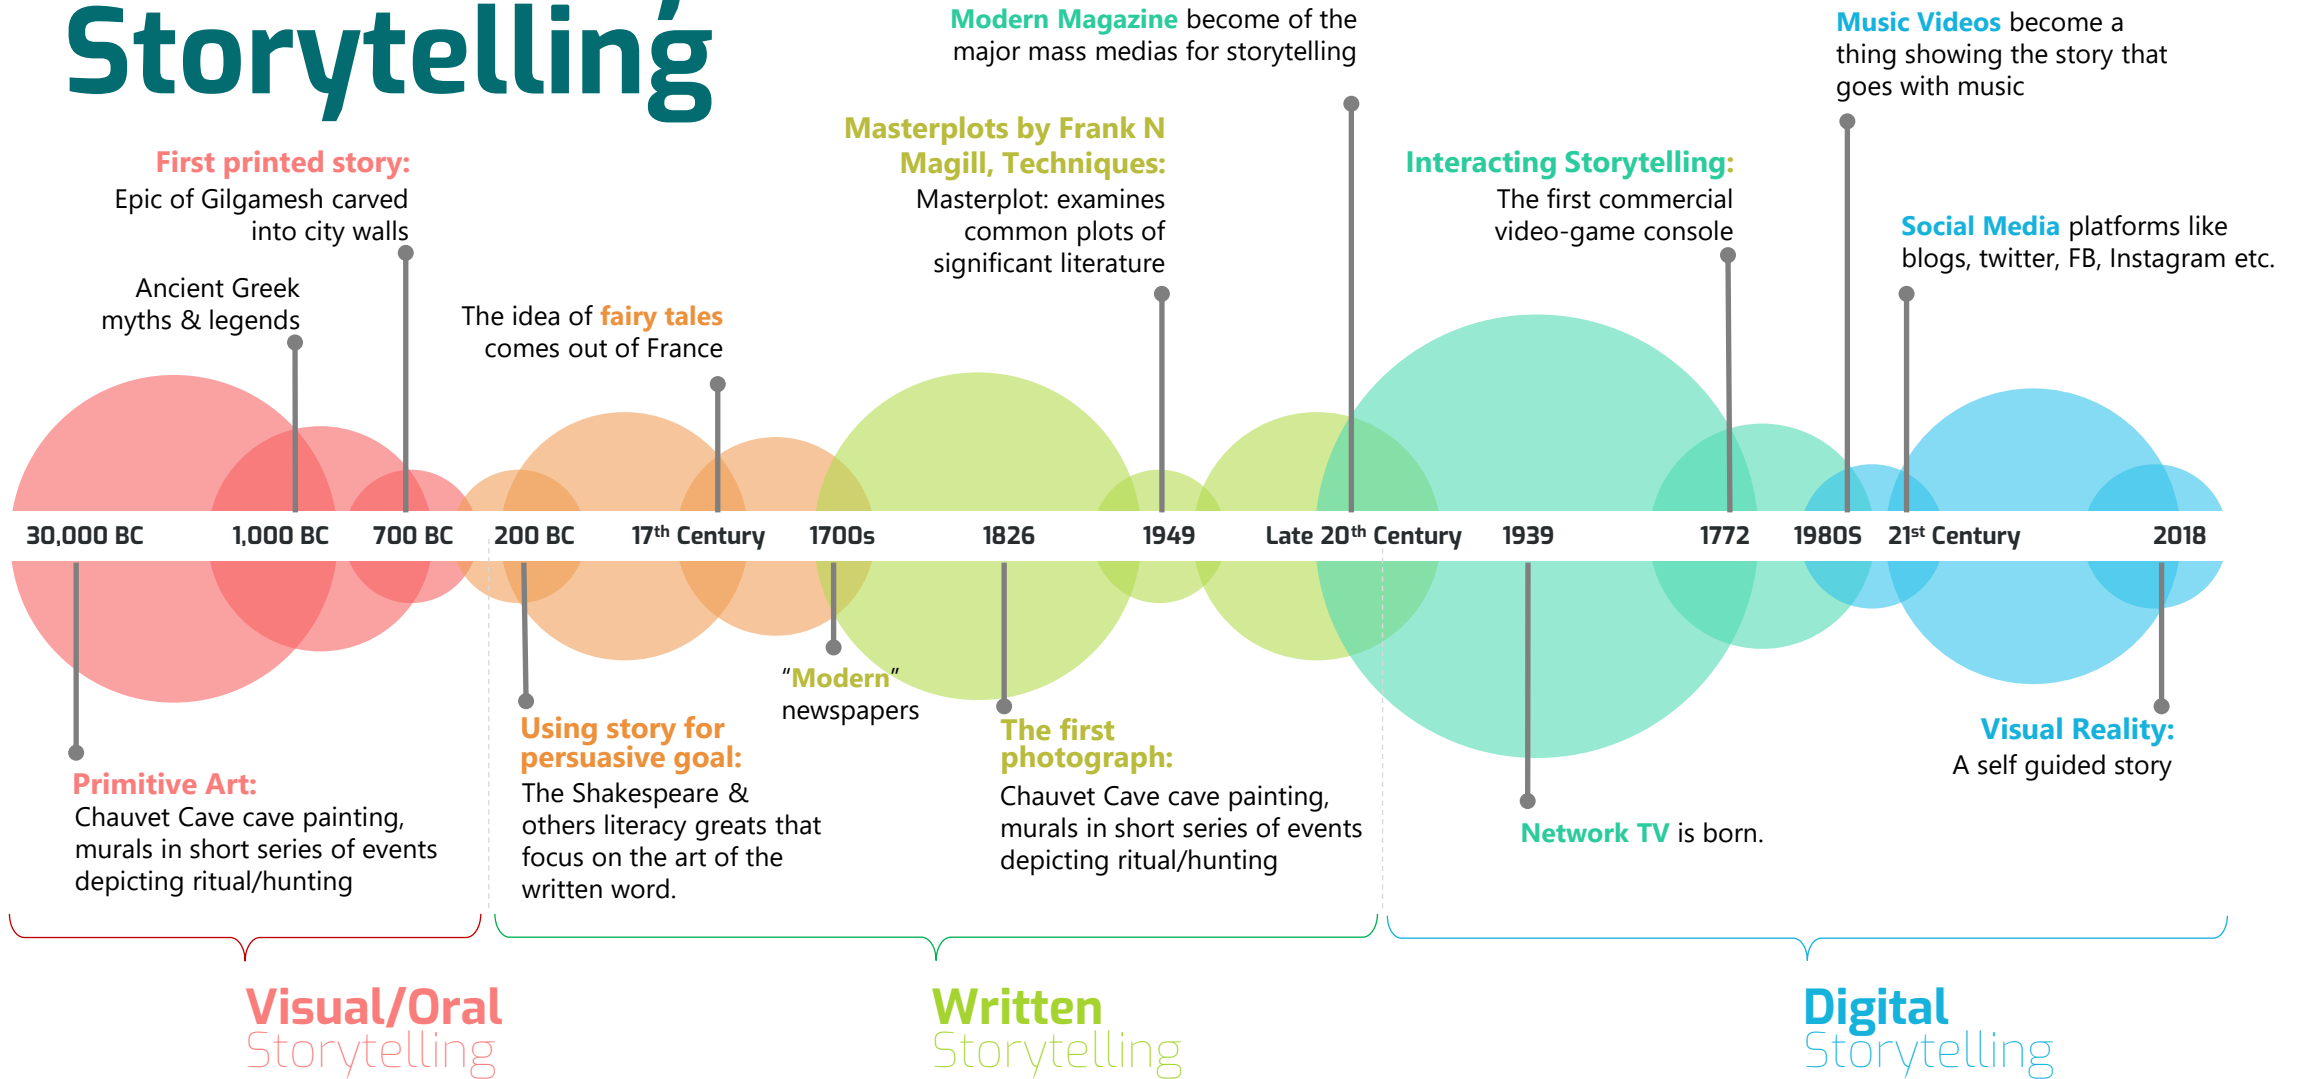 Storytelling
Modern Magazine become of the
major mass medias for storytelling
Music Videos become a
thing showing the story that
goes with music
Masterplots by Frank N
Magill, Techniques:
Masterplot: examines
common plots of
significant literature
First printed story:
Epic of Gilgamesh carved
into city walls
Interacting Storytelling:
The first commercial
video-game console
Social Media platforms like
blogs, twitter, FB, Instagram etc.
Ancient Greek
myths & legends
The idea of fairy tales
comes out of France
30,000 BC
1,000 BC
700 BC
200 BC
17th Century
1700s
1826
1949
Late 20th Century
1939
1772
1980S
21st Century
2018
Primitive Art:
Chauvet Cave cave painting,
murals in short series of events
depicting ritual/hunting
Using story for
persuasive goal:
The Shakespeare &
others literacy greats that
focus on the art of the
written word.
“Modern”
newspapers
The first
photograph:
Chauvet Cave cave painting,
murals in short series of events
depicting ritual/hunting
Network TV is born.
Visual Reality:
A self guided story
Visual/Oral
Storytelling
Written
Storytelling
Digital
Storytelling